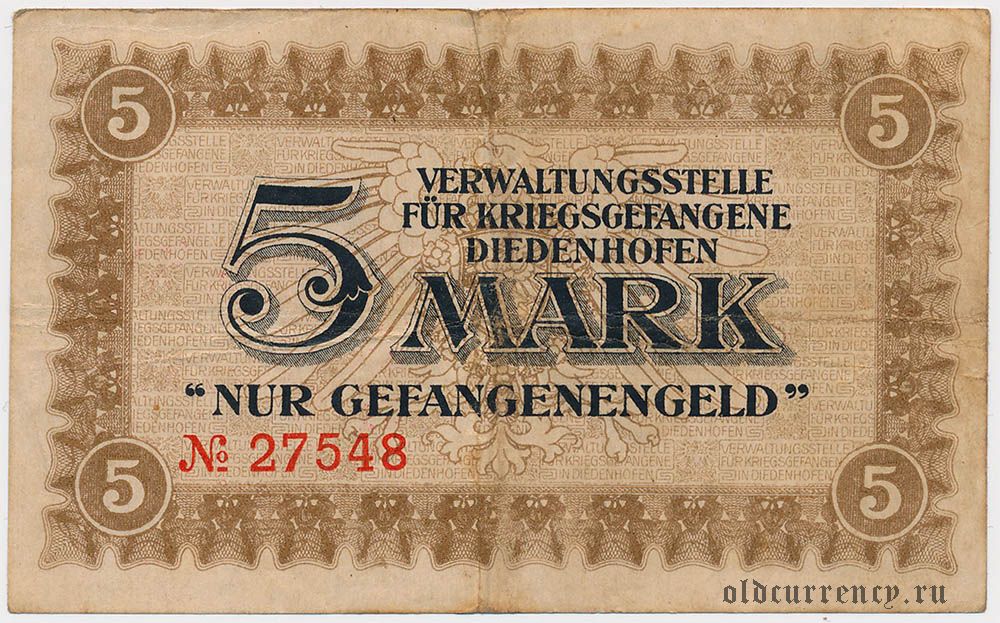 5 5
VERWALTUNGSSTELLE
FÜR KRIEGSGEFANGENE
DIEDENHOFEN
5 MARK
“NUR GEFANGENENGELD”
№ 27548
5 5
oldcurrency.ru